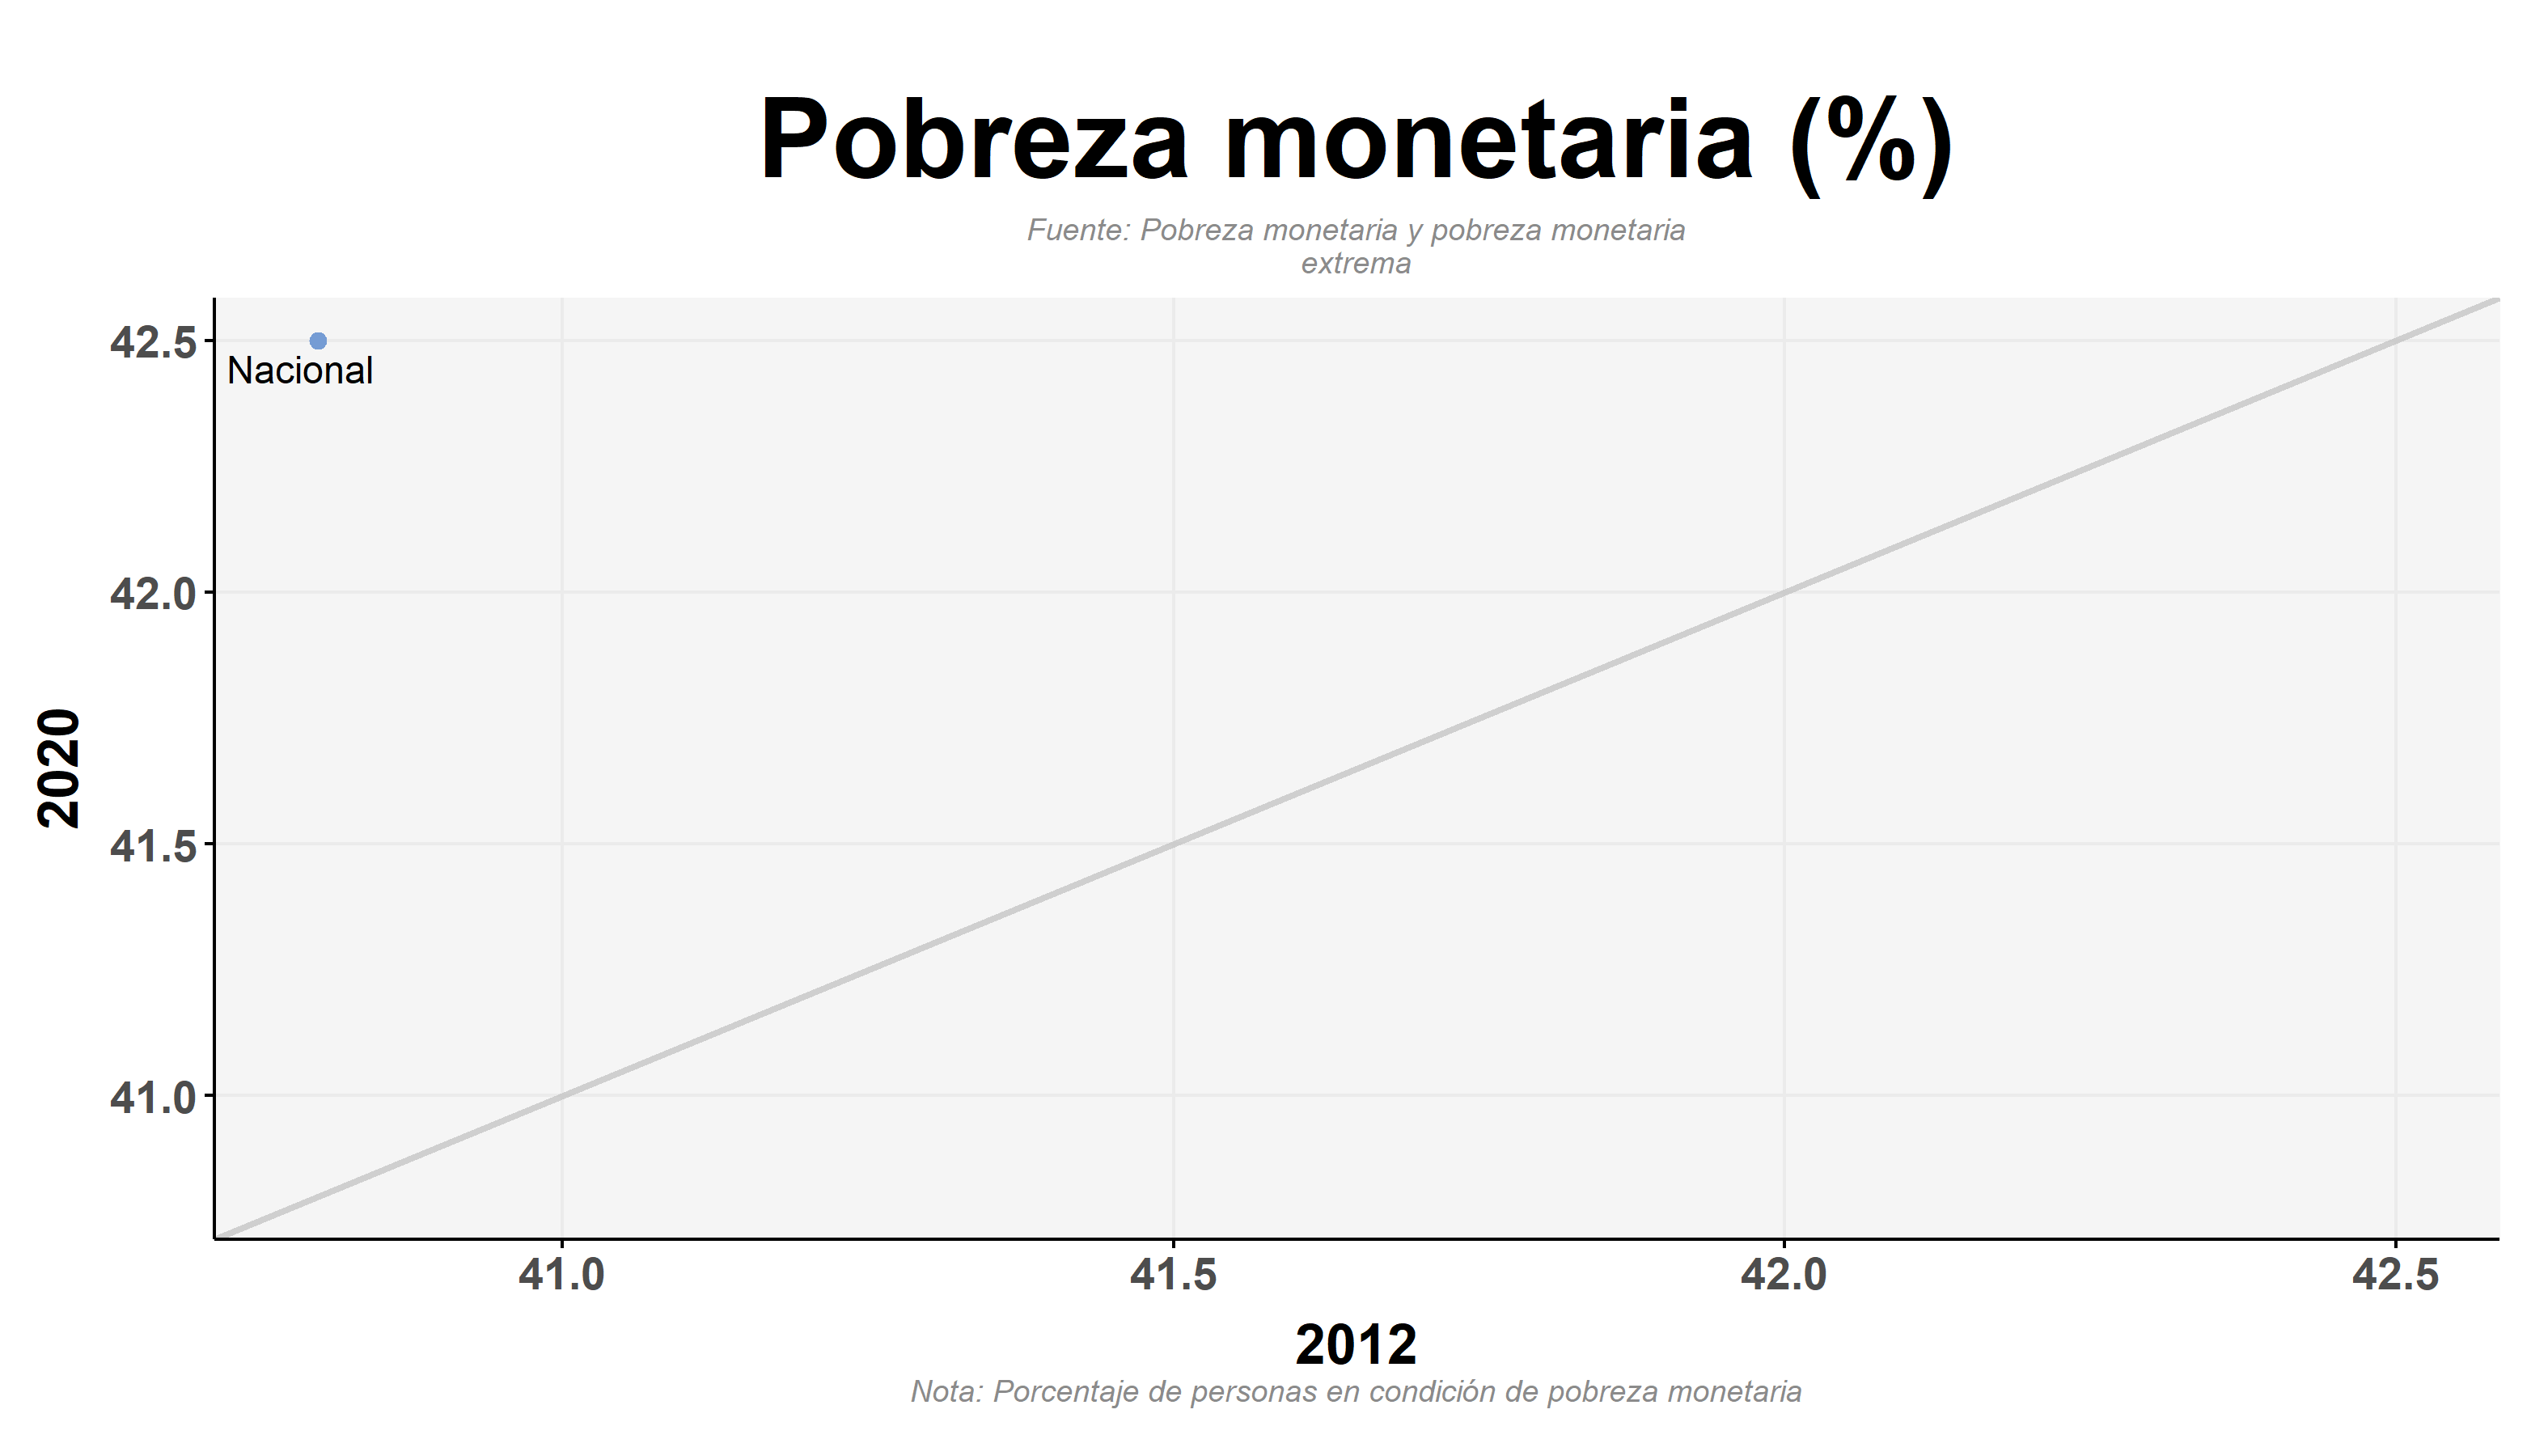 Pobreza monetaria (%)
Fuente: Pobreza monetaria y pobreza monetaria
extrema
42.5
Nacional
42.0
2020
41.5
41.0
41.0 41.5 42.0 42.5
2012
Nota: Porcentaje de personas en condición de pobreza monetaria